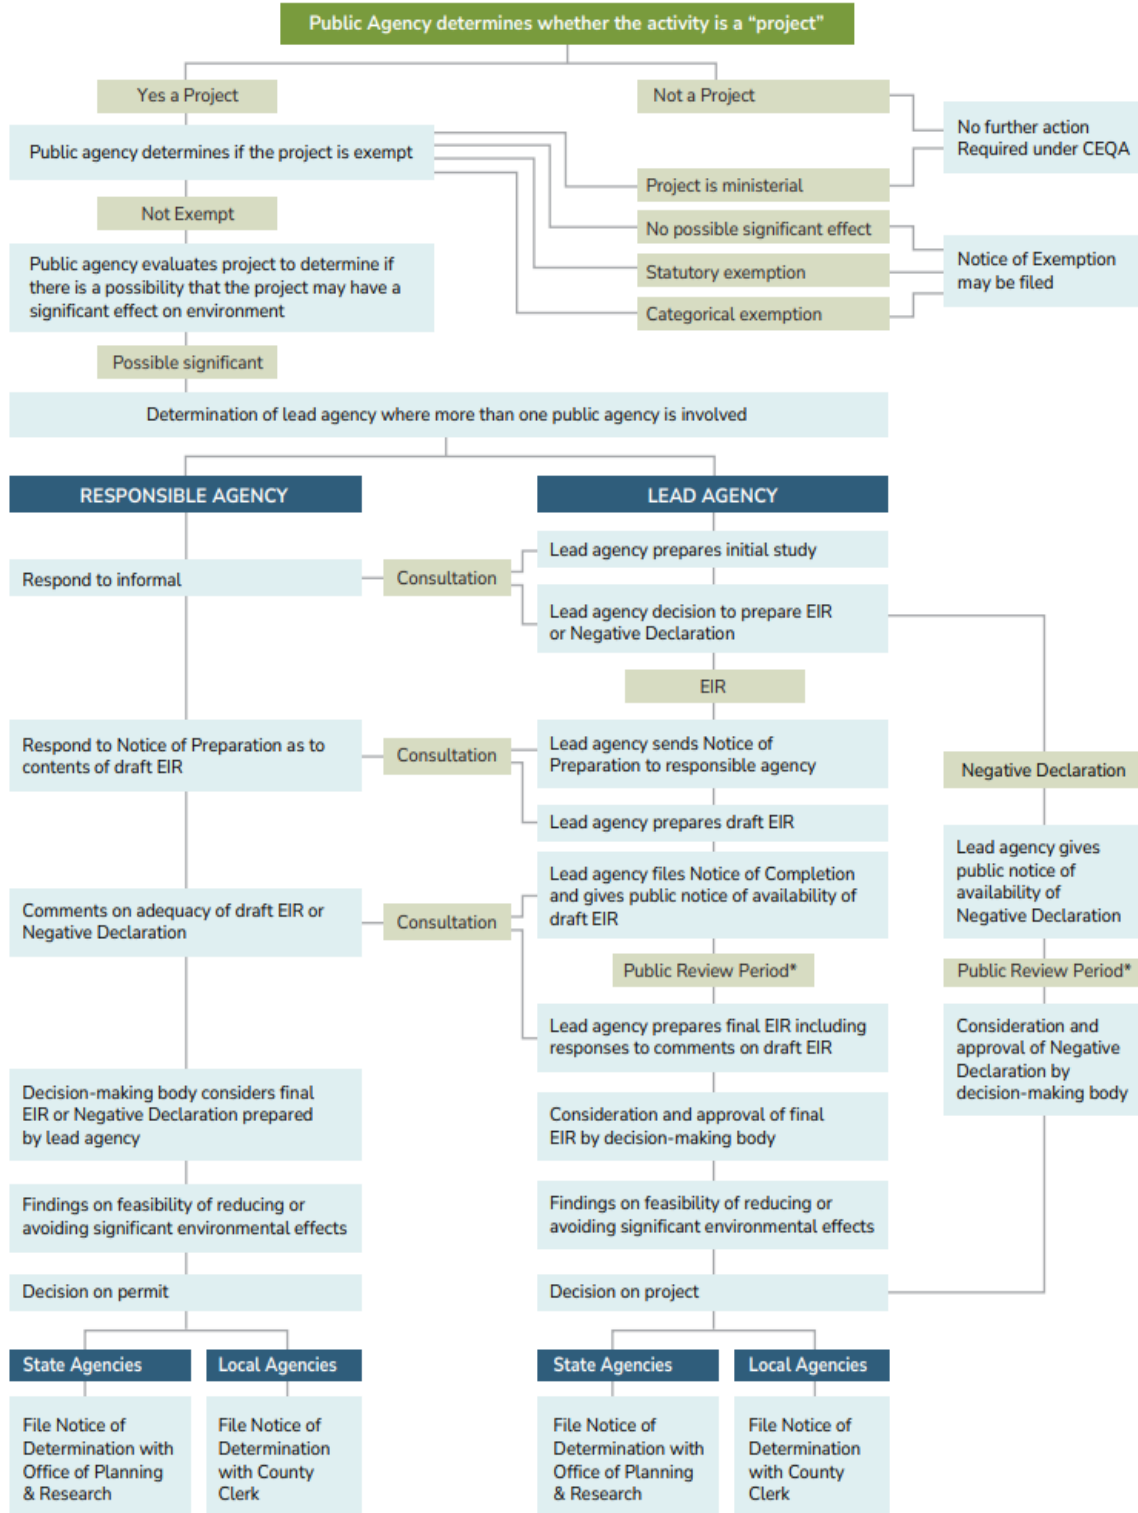 Public Agency determines whether the activity is a “project”
Yes a Project
Not a Project
No further action
Required under CEQA
Public agency determines if the project is exempt
Project is ministerial
Not Exempt
No possible significant effect
Notice of Exemption
may be filed
Public agency evaluates project to determine if
there is a possibility that the project may have a
significant effect on environment
Statutory exemption
Categorical exemption
Possible significant
Determination of lead agency where more than one public agency is involved
RESPONSIBLE AGENCY
LEAD AGENCY
Lead agency prepares initial study
Respond to informal
Consultation
Lead agency decision to prepare EIR
or Negative Declaration
EIR
Respond to Notice of Preparation as to
contents of draft EIR
Consultation
Lead agency sends Notice of
Preparation to responsible agency
Negative Declaration
Lead agency prepares draft EIR
Lead agency gives
public notice of
availability of
Negative Declaration
Lead agency files Notice of Completion
and gives public notice of availability of
draft EIR
Comments on adequacy of draft EIR or
Negative Declaration
Consultation
Public Review Period*
Public Review Period*
Lead agency prepares final EIR including
responses to comments on draft EIR
Consideration and
approval of Negative
Declaration by
decision-making body
Decision-making body considers final
EIR or Negative Declaration prepared
by lead agency
Consideration and approval of final
EIR by decision-making body
Findings on feasibility of reducing or
avoiding significant environmental effects
Findings on feasibility of reducing or
avoiding significant environmental effects
Decision on permit
Decision on project
State Agencies
Local Agencies
State Agencies
Local Agencies
File Notice of
Determination with
Office of Planning
& Research
File Notice of
Determination
with County
Clerk
File Notice of
Determination with
Office of Planning
& Research
File Notice of
Determination
with County
Clerk